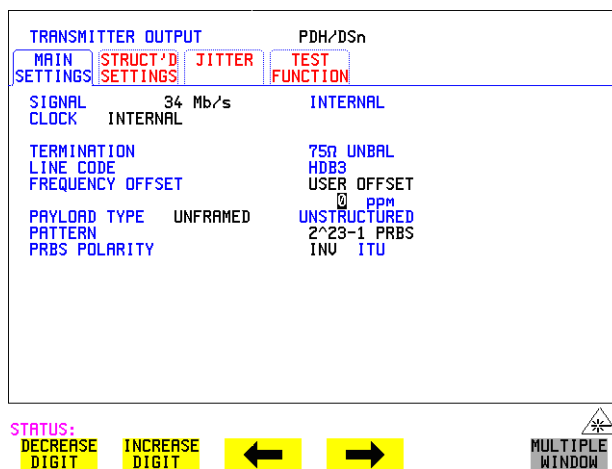 TRANSMITTER OUTPUT PDH/DSn
MAIN SETTINGS STRUCT'D SETTINGS JITTER TEST FUNCTION
SIGNAL 34 Mb/s INTERNAL
CLOCK INTERNAL
TERMINATION 75Ω UNBAL
LINE CODE HDB3
FREQUENCY OFFSET USER OFFSET
0 ppm
PAYLOAD TYPE UNFRAMED UNSTRUCTURED
PATTERN 2^23-1 PRBS
PRBS POLARITY INV ITU
STATUS:
DECREASE DIGIT INCREASE DIGIT MULTIPLE WINDOW